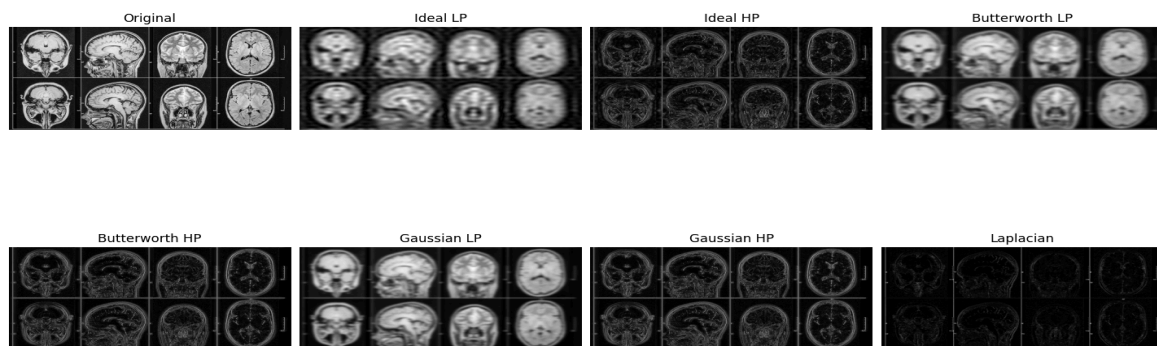 Original
Ideal LP
Ideal HP
Butterworth LP
Butterworth HP
Gaussian LP
Gaussian HP
Laplacian